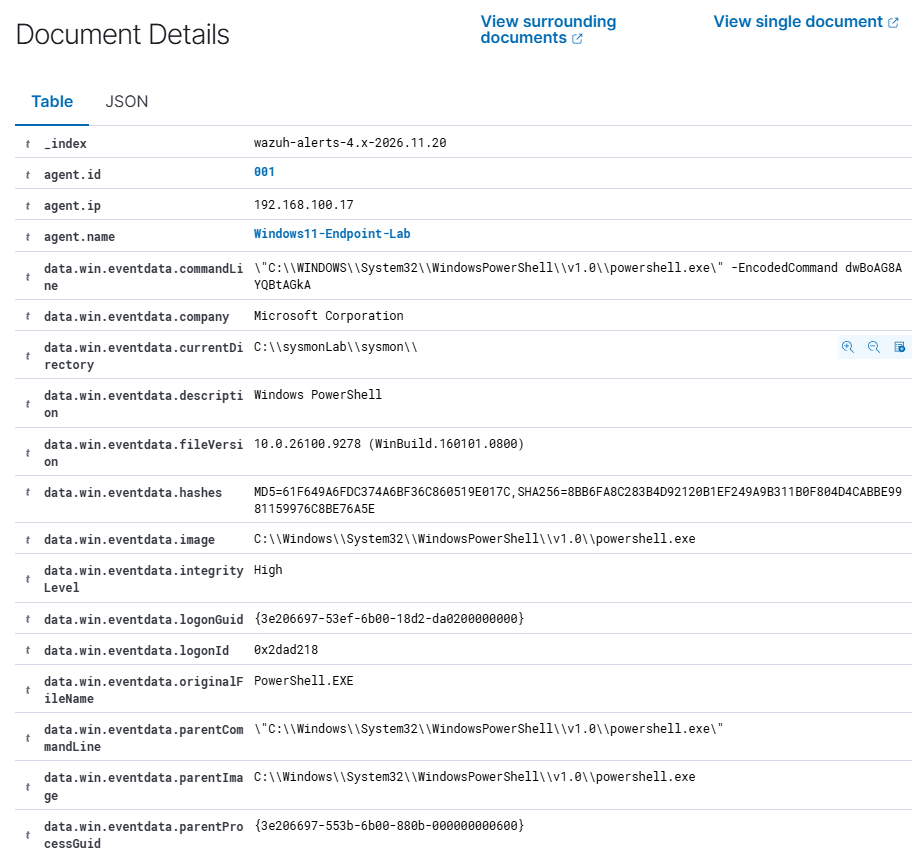 Document Details
View surrounding
documents
View single document
Table
JSON
t _index wazuh-alerts-4.x-2026.11.20
t agent.id 001
t agent.ip 192.168.100.17
t agent.name Windows11-Endpoint-Lab
t data.win.eventdata.commandLi
ne
\"C:\\WINDOWS\\System32\\WindowsPowerShell\\v1.0\\powershell.exe\" -EncodedCommand dwBoAG8A
YQBtAGkA
t data.win.eventdata.company Microsoft Corporation
t data.win.eventdata.currentDi
rectory
C:\\sysmonLab\\sysmon\\
t data.win.eventdata.descripti
on
Windows PowerShell
t data.win.eventdata.fileVersi
on
10.0.26100.9278 (WinBuild.160101.0800)
t data.win.eventdata.hashes MD5=61F649A6FDC374A6BF36C860519E017C,SHA256=8BB6FA8C283B4D92120B1EF249A9B311B0F804D4CABBE99
81159976C8BE76A5E
t data.win.eventdata.image C:\\Windows\\System32\\WindowsPowerShell\\v1.0\\powershell.exe
t data.win.eventdata.integrity
Level
High
t data.win.eventdata.logonGuid {3e206697-53ef-6b00-18d2-da0200000000}
t data.win.eventdata.logonId 0x2dad218
t data.win.eventdata.originalF
ileName
PowerShell.EXE
t data.win.eventdata.parentCom
mandLine
\"C:\\Windows\\System32\\WindowsPowerShell\\v1.0\\powershell.exe\"
t data.win.eventdata.parentIma
ge
C:\\Windows\\System32\\WindowsPowerShell\\v1.0\\powershell.exe
t data.win.eventdata.parentPro
cessGuid
{3e206697-553b-6b00-880b-000000000600}